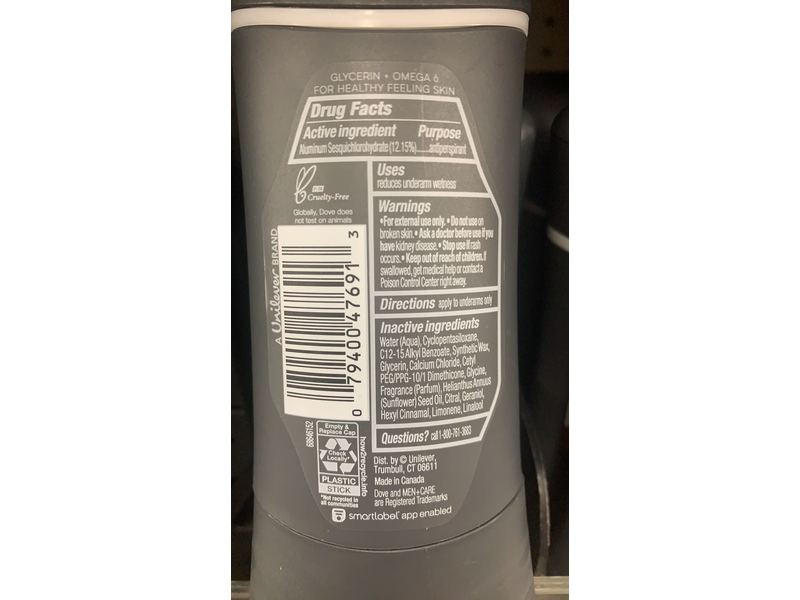 GLYCERIN + OMEGA 6
FOR HEALTHY FEELING SKIN
Drug Facts
Active ingredient Purpose
Aluminum Sesquichlorohydrate (12.15%)....antiperspirant
Cruelty-Free
Globally, Dove does
not test on animals
A Unilever BRAND
0 79400 47691 3
Uses
reduces underarm wetness
Warnings
•For external use only. • Do not use on
broken skin. • Ask a doctor before use if you
have kidney disease. • Stop use if rash
occurs. • Keep out of reach of children. If
swallowed, get medical help or contact a
Poison Control Center right away.
Directions apply to underarms only
Inactive ingredients
Water (Aqua), Cyclopentasiloxane,
C12-15 Alkyl Benzoate, Synthetic Wax,
Glycerin, Calcium Chloride, Cetyl
PEG/PPG-10/1 Dimethicone, Glycine,
Fragrance (Parfum), Helianthus Annuus
(Sunflower) Seed Oil, Citral, Geraniol,
Hexyl Cinnamal, Limonene, Linalool
Questions? call 1-800-761-3683
68646152
Empty &
Replace Cap
Check
Locally*
PLASTIC
STICK
*Not recycled in
all communities
how2recycle.info
Dist. by © Unilever,
Trumbull, CT 06611
Made in Canada
Dove and MEN+CARE
are Registered Trademarks
smartlabel® app enabled